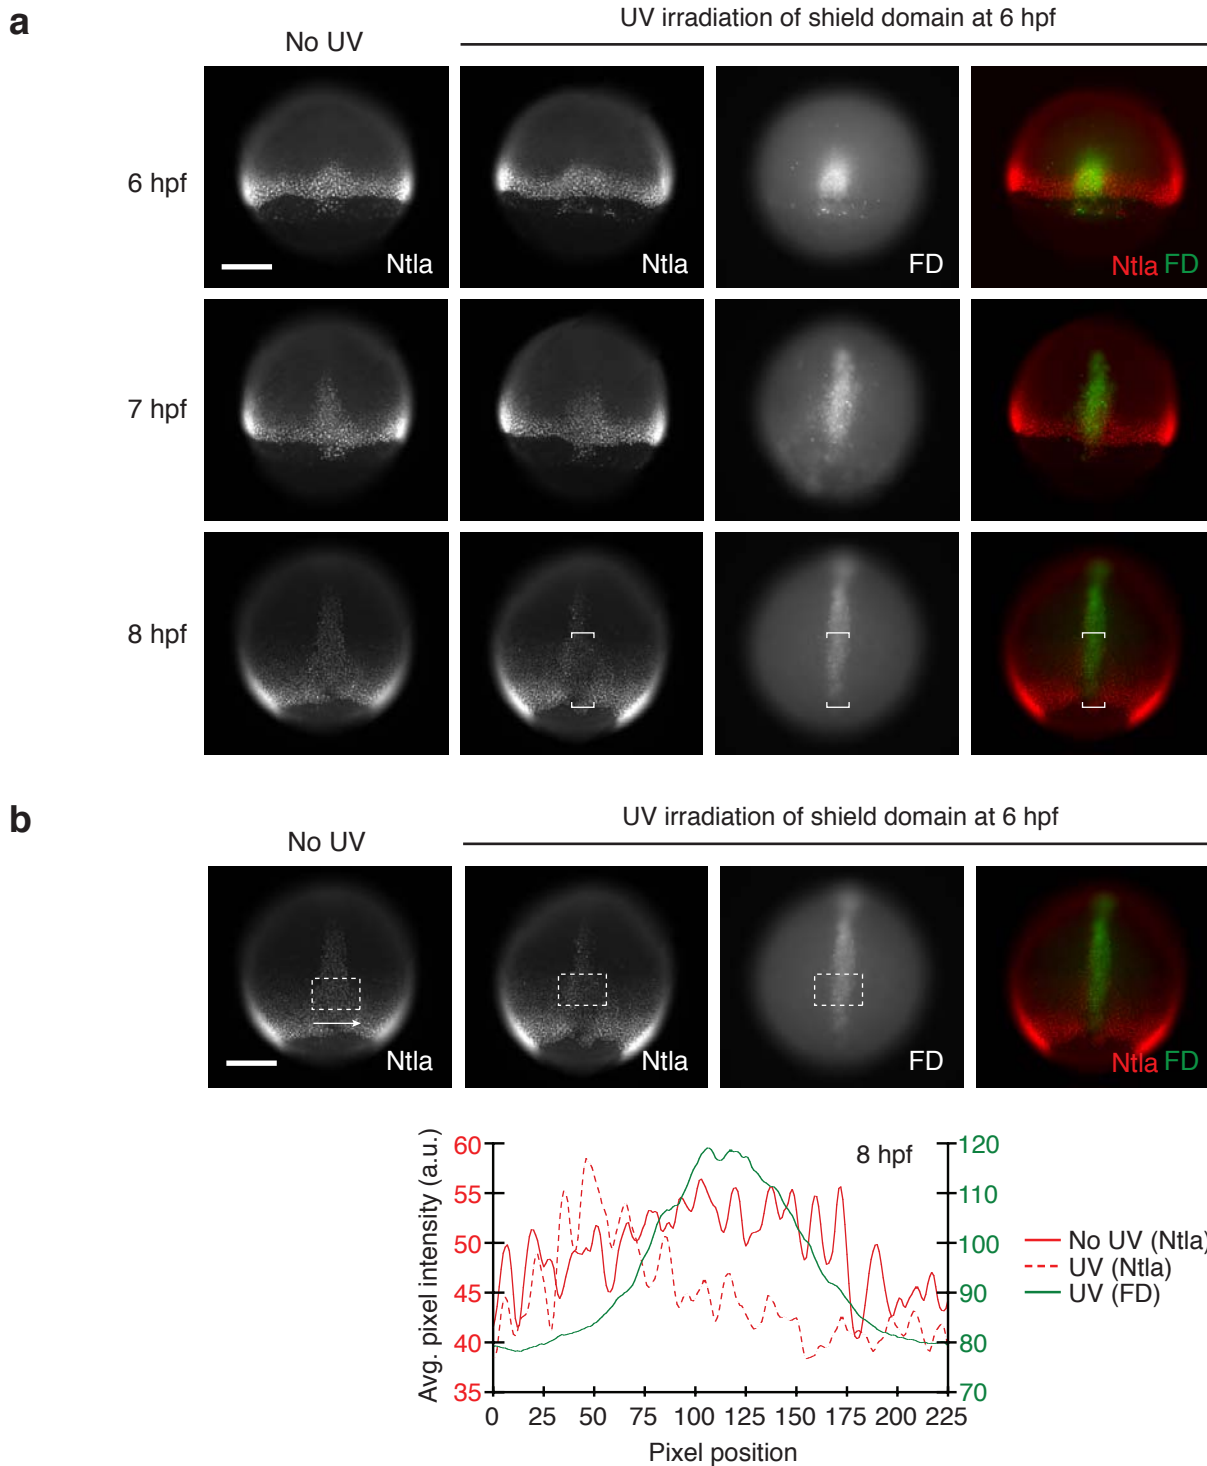 a
UV irradiation of shield domain at 6 hpf
No UV
6 hpf
Ntla
Ntla
FD
Ntla FD
7 hpf
8 hpf
b
UV irradiation of shield domain at 6 hpf
No UV
Ntla
Ntla
FD
Ntla FD
Avg. pixel intensity (a.u.)
60
55
50
45
40
35
8 hpf
120
110
100
90
80
70
No UV (Ntla)
UV (Ntla)
UV (FD)
0 25 50 75 100 125 150 175 200 225
Pixel position